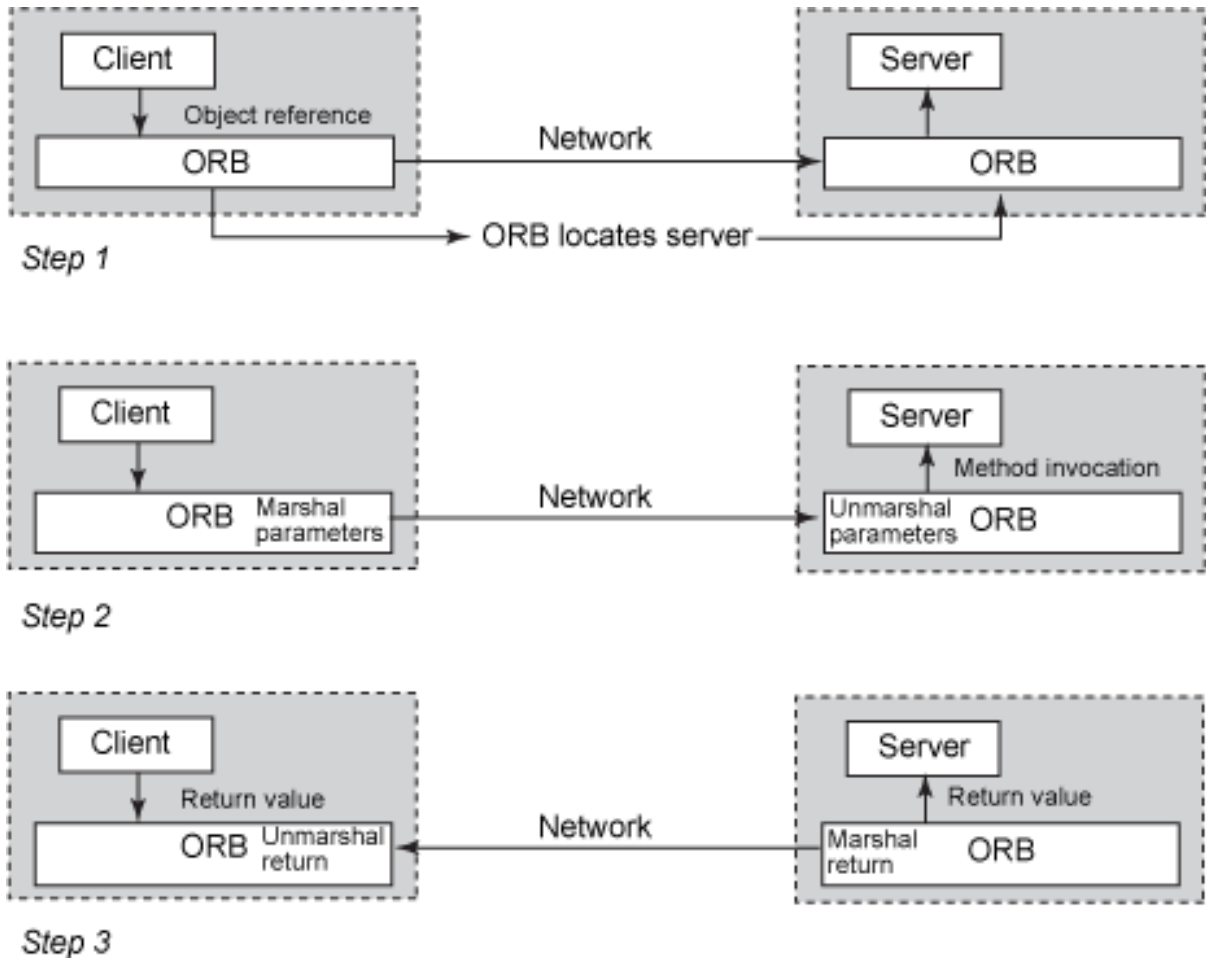 Client
Server
Object reference
Network
ORB
ORB
ORB locates server
Step 1
Client
Server
Method invocation
Network
ORB
Marshal
parameters
Unmarshal
parameters
ORB
Step 2
Client
Server
Return value
Network
Return value
ORB
Unmarshal
return
Marshal
return
ORB
Step 3